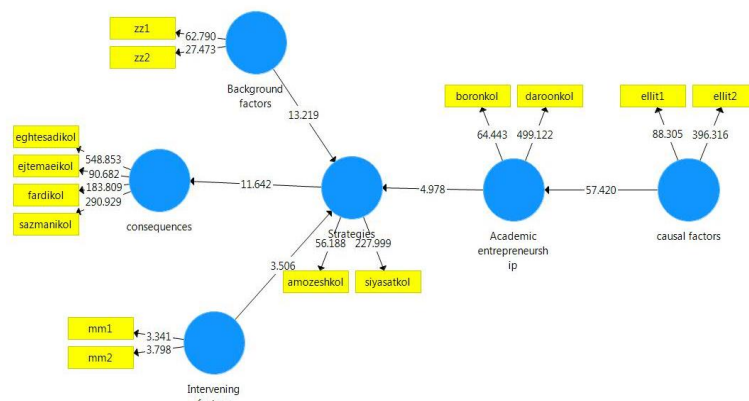 zz1
62.790
zz2
27.473
Background
factors
boronkol
daroonkol
ellit1
ellit2
13.219
64.443
499.122
88.305
396.316
eghtesadikol
548.853
ejtemaeikol
90.682
fardikol
183.809
sazmanikol
290.929
consequences
11.642
Strategies
4.978
57.420
Academic
entrepreneursh
ip
causal factors
56.188
227.999
3.506
amozeshkol
siyasatkol
mm1
3.341
mm2
3.798
Intervening